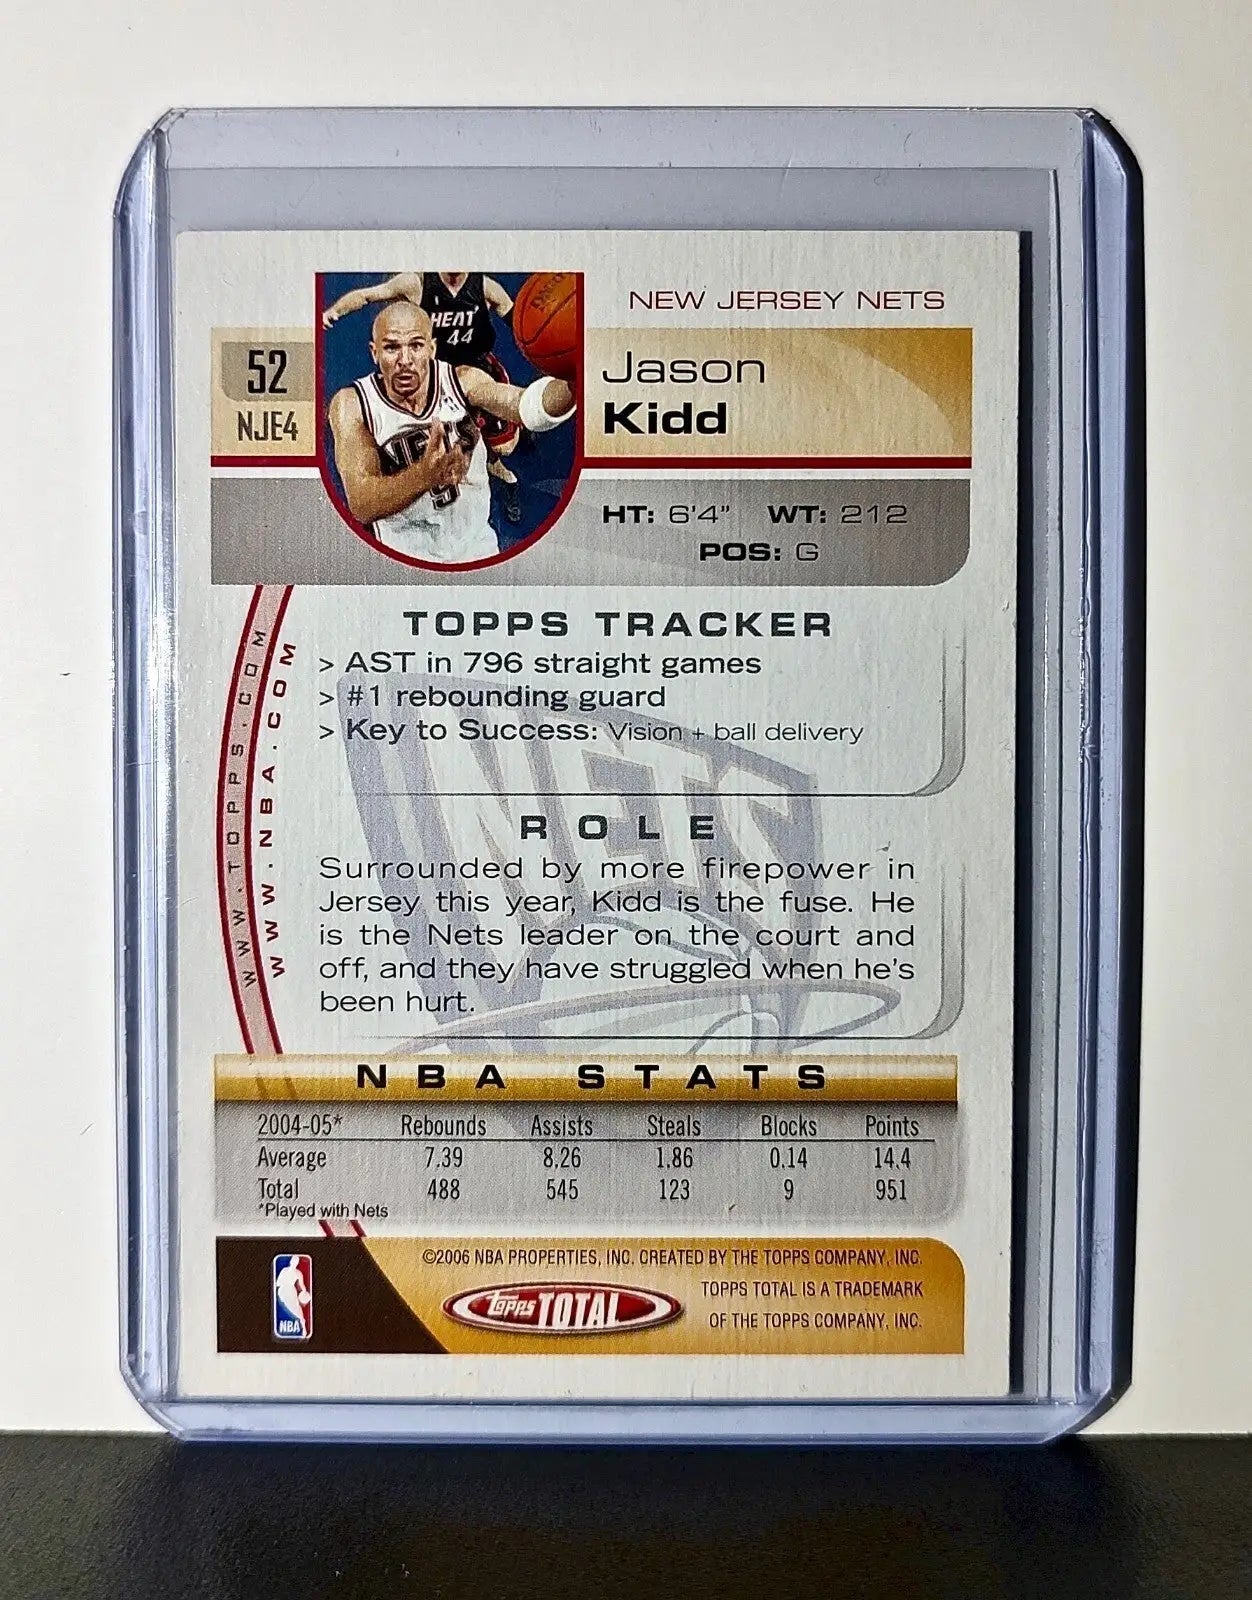 NEW JERSEY NETS
52
NJE4
Jason
Kidd
HEAT
44
NETS
5
HT: 6'4" WT: 212
POS: G
WWW.TOPPS.COM
WWW.NBA.COM
TOPPS TRACKER
> AST in 796 straight games
> #1 rebounding guard
> Key to Success: Vision + ball delivery
NETS
ROLE
Surrounded by more firepower in
Jersey this year, Kidd is the fuse. He
is the Nets leader on the court and
off, and they have struggled when he's
been hurt.
NBA STATS
2004-05* Rebounds Assists Steals Blocks Points
Average 7.39 8.26 1.86 0.14 14.4
Total 488 545 123 9 951
*Played with Nets
©2006 NBA PROPERTIES, INC. CREATED BY THE TOPPS COMPANY, INC.
TOPPS TOTAL IS A TRADEMARK
OF THE TOPPS COMPANY, INC.
NBA
Topps TOTAL